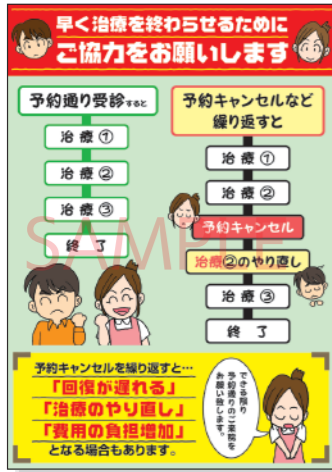 早く治療を終わらせるために
ご協力をお願いします
予約通り受診すると
治療①
治療②
治療③
終了
予約キャンセルなど
繰り返すと
治療①
治療②
予約キャンセル
治療②のやり直し
治療③
終了
SAMPLE
予約キャンセルを繰り返すと…
「回復が遅れる」
「治療のやり直し」
「費用の負担増加」
となる場合もあります。
できる限り
予約通りのご来院を
お願い致します。